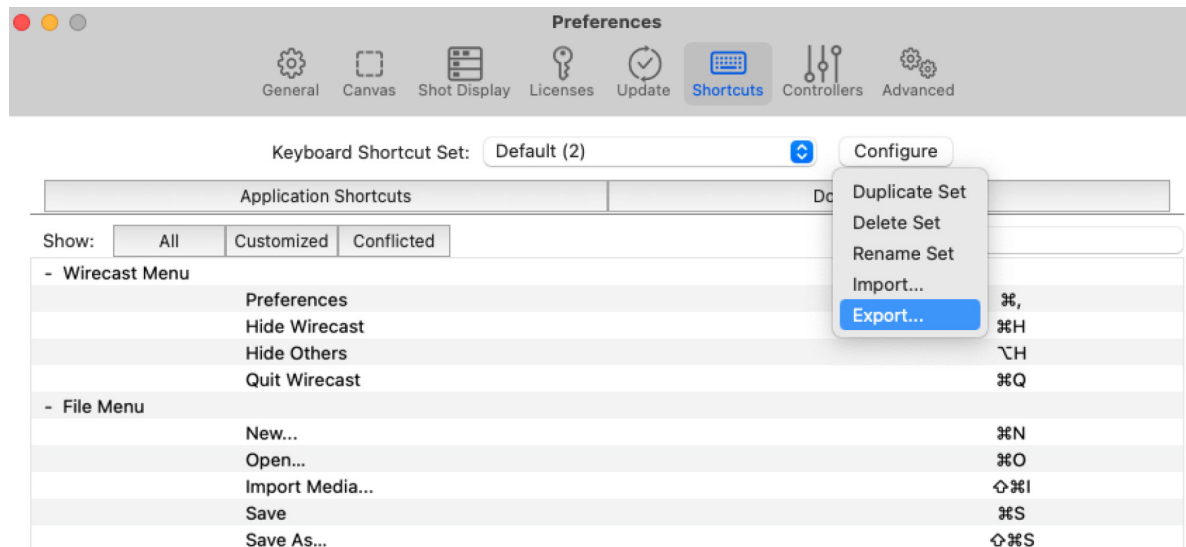 Preferences
General Canvas Shot Display Licenses Update Shortcuts Controllers Advanced
Keyboard Shortcut Set: Default (2) Configure
Duplicate Set
Delete Set
Rename Set
Import...
Export...
Application Shortcuts
Show: All Customized Conflicted
- Wirecast Menu
Preferences ⌘,
Hide Wirecast ⌘H
Hide Others ⌥H
Quit Wirecast ⌘Q
- File Menu
New... ⌘N
Open... ⌘O
Import Media... ⇧⌘I
Save ⌘S
Save As... ⇧⌘S